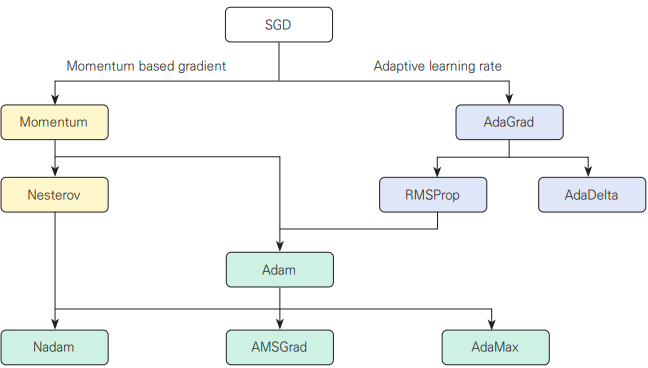 SGD
Momentum based gradient
Adaptive learning rate
Momentum
AdaGrad
Nesterov
RMSProp
AdaDelta
Adam
Nadam
AMSGrad
AdaMax